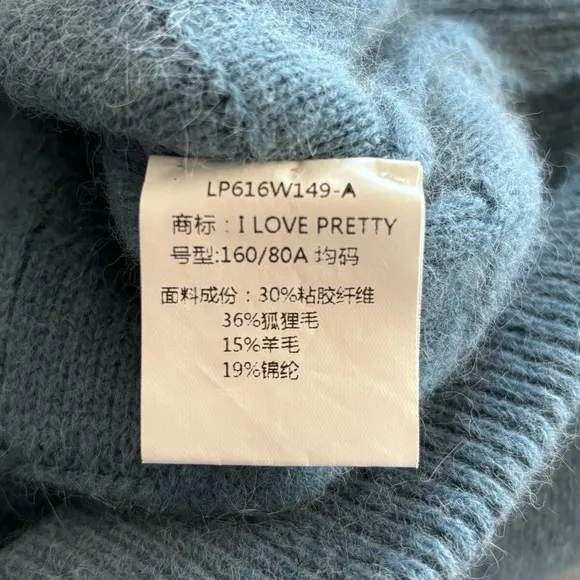 LP616W149-A
商标：I LOVE PRETTY
号型:160/80A 均码
面料成份：30%粘胶纤维
36%狐狸毛
15%羊毛
19%锦纶